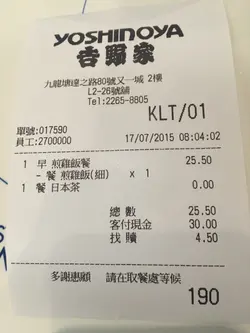 YOSHINOYA
吉野家
九龍塘達之路80號又一城 2樓
L2-26號舖
Tel:2265-8805
KLT/01
單號:017590
員工:2700000 17/07/2015 08:04:02
1 早 煎雞飯餐 25.50
- 餐 煎雞飯(細) x 1
1 餐 日本茶 0.00
總 數 25.50
客付現金 30.00
找 贖 4.50
多謝惠顧 請在取餐處等候
190